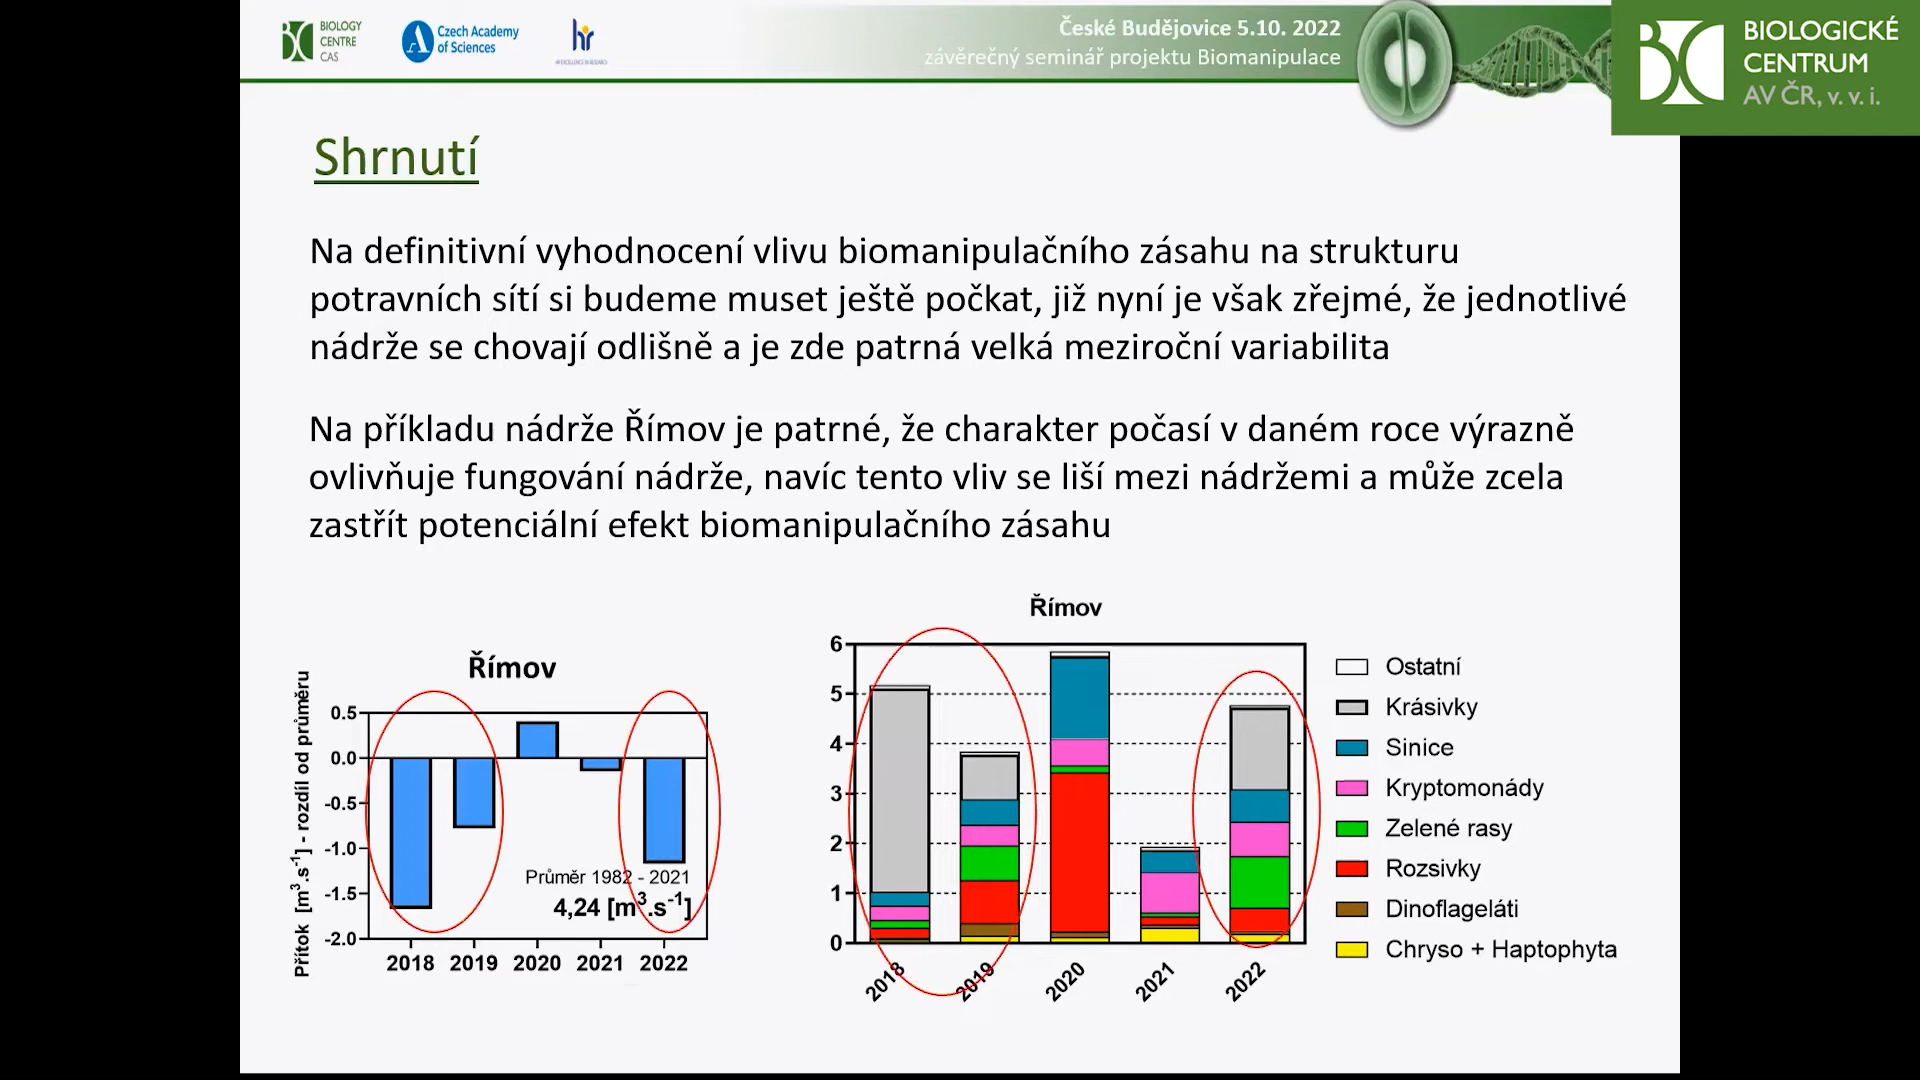 BIOLOGY
CENTRE
CAS
Czech Academy
of Sciences
hr
České Budějovice 5.10. 2022
závěrečný seminář projektu Biomanipulace
BIOLOGICKÉ
CENTRUM
AV ČR, v. v. i.
Shrnutí
Na definitivní vyhodnocení vlivu biomanipulačního zásahu na strukturu
potravních sítí si budeme muset ještě počkat, již nyní je však zřejmé, že jednotlivé
nádrže se chovají odlišně a je zde patrná velká meziroční variabilita
Na příkladu nádrže Římov je patrné, že charakter počasí v daném roce výrazně
ovlivňuje fungování nádrže, navíc tento vliv se liší mezi nádržemi a může zcela
zastřít potenciální efekt biomanipulačního zásahu
Římov
Přítok [m³.s⁻¹] - rozdíl od průměru
0.5
0.0
-0.5
-1.0
-1.5
-2.0
Průměr 1982 - 2021
4,24 [m³.s⁻¹]
2018 2019 2020 2021 2022
Římov
6
5
4
3
2
1
0
2018 2019 2020 2021 2022
Ostatní
Krásivky
Sinice
Kryptomonády
Zelené rasy
Rozsivky
Dinoflageláti
Chryso + Haptophyta